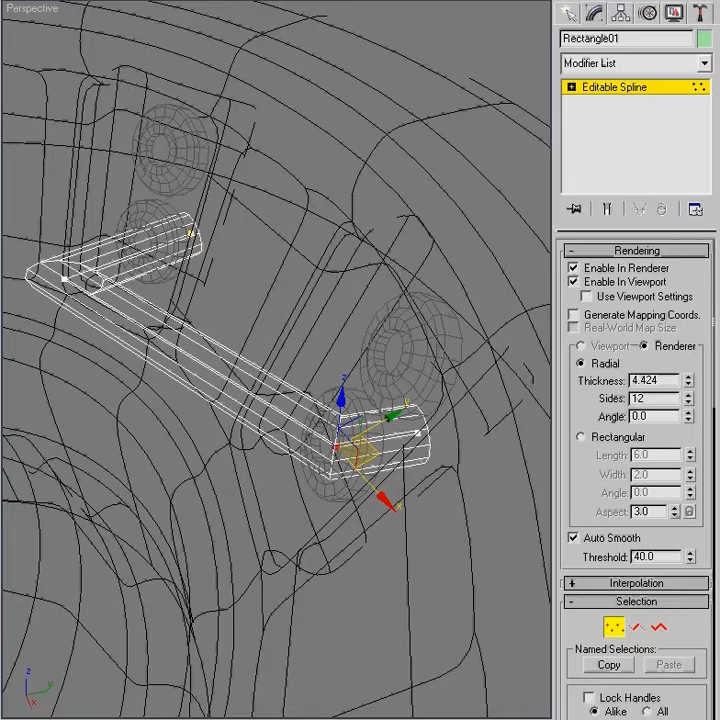 Perspective
Rectangle01
Modifier List
Editable Spline
Rendering
Enable In Renderer
Enable In Viewport
Use Viewport Settings
Generate Mapping Coords.
Real-World Map Size
Viewport
Renderer
Radial
Thickness: 4.424
Sides: 12
Angle: 0.0
Rectangular
Length: 6.0
Width: 2.0
Angle: 0.0
Aspect: 3.0
Auto Smooth
Threshold: 40.0
+ Interpolation
- Selection
Named Selections:
Copy
Paste
Lock Handles
Alike
All
z
y
x
z
y
x